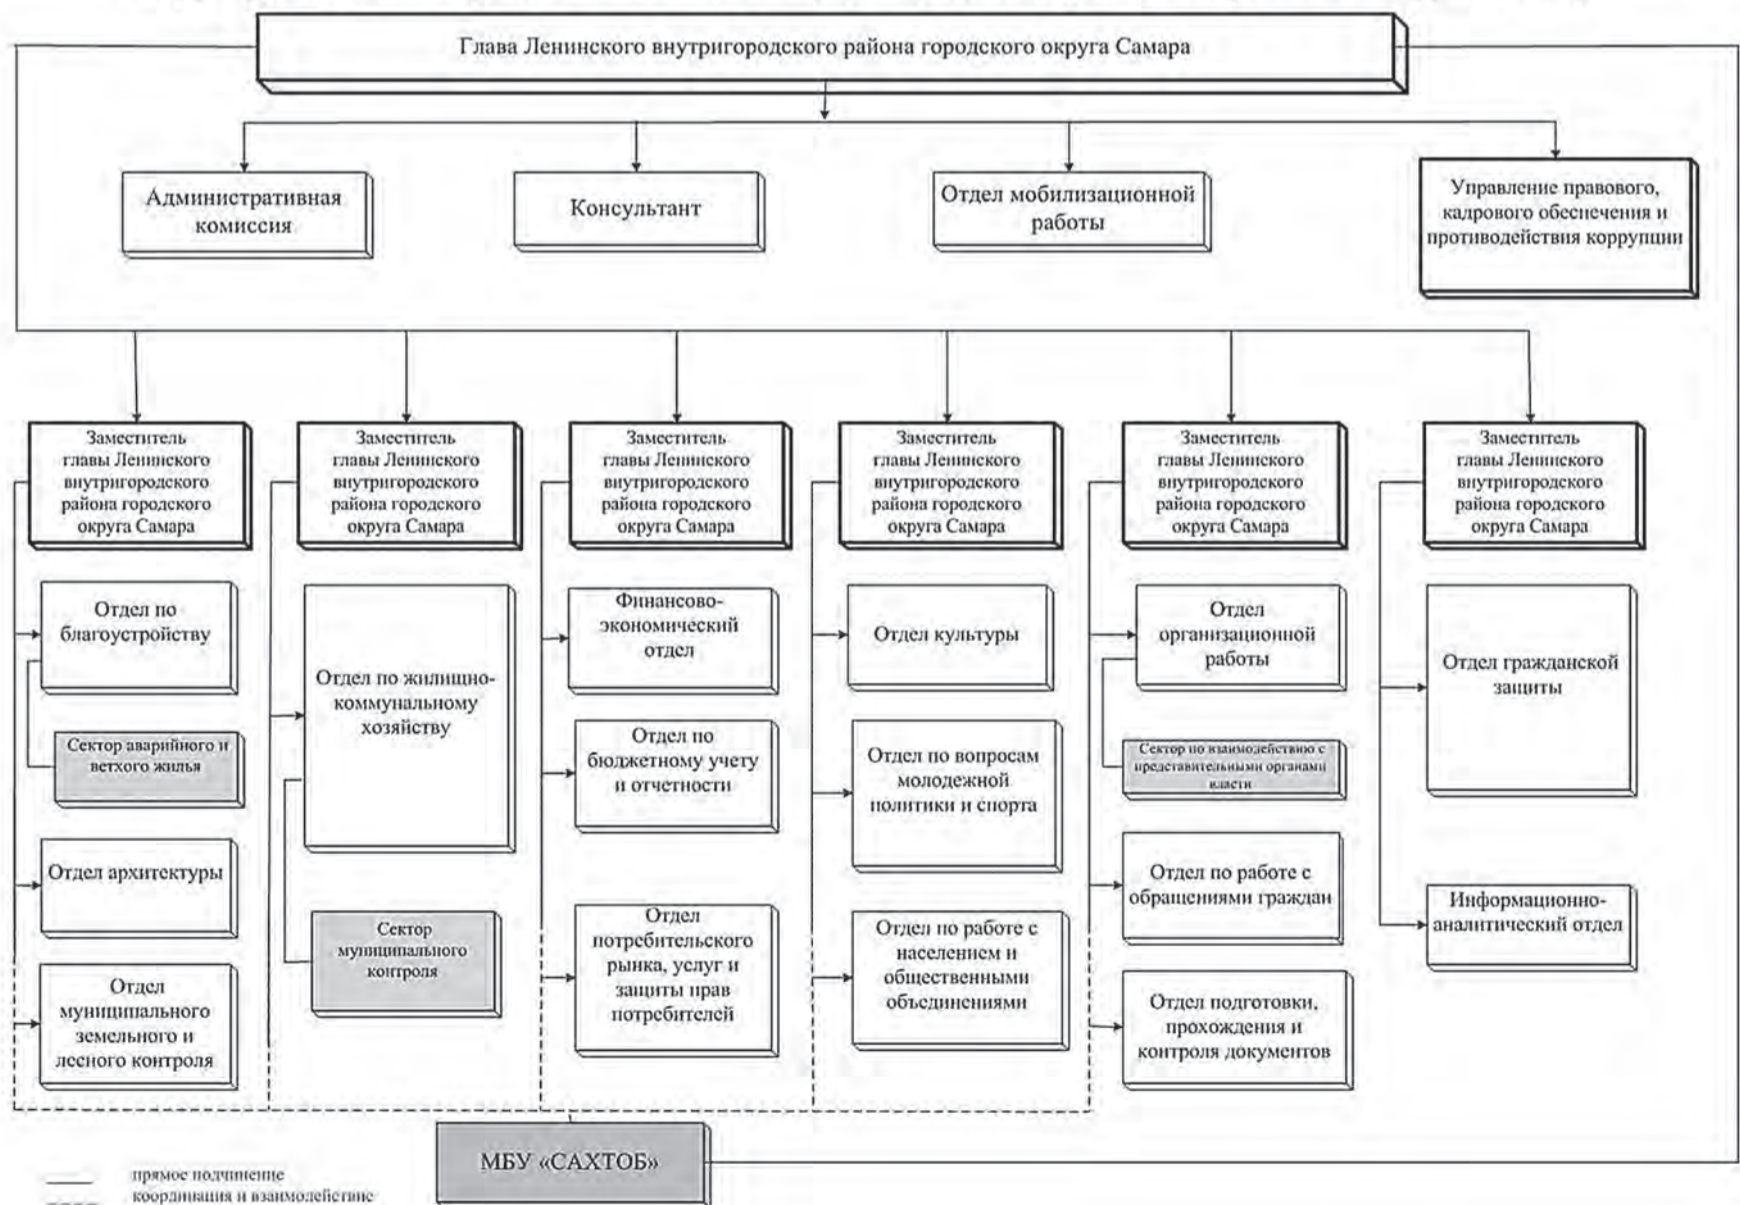 Глава Ленинского внутригородского района городского округа Самара
Административная
комиссия
Консультант
Отдел мобилизационной
работы
Управление правового,
кадрового обеспечения и
противодействия коррупции
Заместитель
главы Ленинского
внутригородского
района городского
округа Самара
Заместитель
главы Ленинского
внутригородского
района городского
округа Самара
Заместитель
главы Ленинского
внутригородского
района городского
округа Самара
Заместитель
главы Ленинского
внутригородского
района городского
округа Самара
Заместитель
главы Ленинского
внутригородского
района городского
округа Самара
Заместитель
главы Ленинского
внутригородского
района городского
округа Самара
Отдел по
благоустройству
Сектор аварийного и
ветхого жилья
Отдел архитектуры
Отдел
муниципального
земельного и
лесного контроля
Отдел по жилищно-
коммунальному
хозяйству
Сектор
муниципального
контроля
Финансово-
экономический
отдел
Отдел по
бюджетному учету
и отчетности
Отдел
потребительского
рынка, услуг и
защиты прав
потребителей
Отдел культуры
Отдел по вопросам
молодежной
политики и спорта
Отдел по работе с
населением и
общественными
объединениями
Отдел
организационной
работы
Сектор по взаимодействию с
представительными органами
власти
Отдел по работе с
обращениями граждан
Отдел подготовки,
прохождения и
контроля документов
Отдел гражданской
защиты
Информационно-
аналитический отдел
МБУ «САХТОБ»
прямое подчинение
координация и взаимодействие